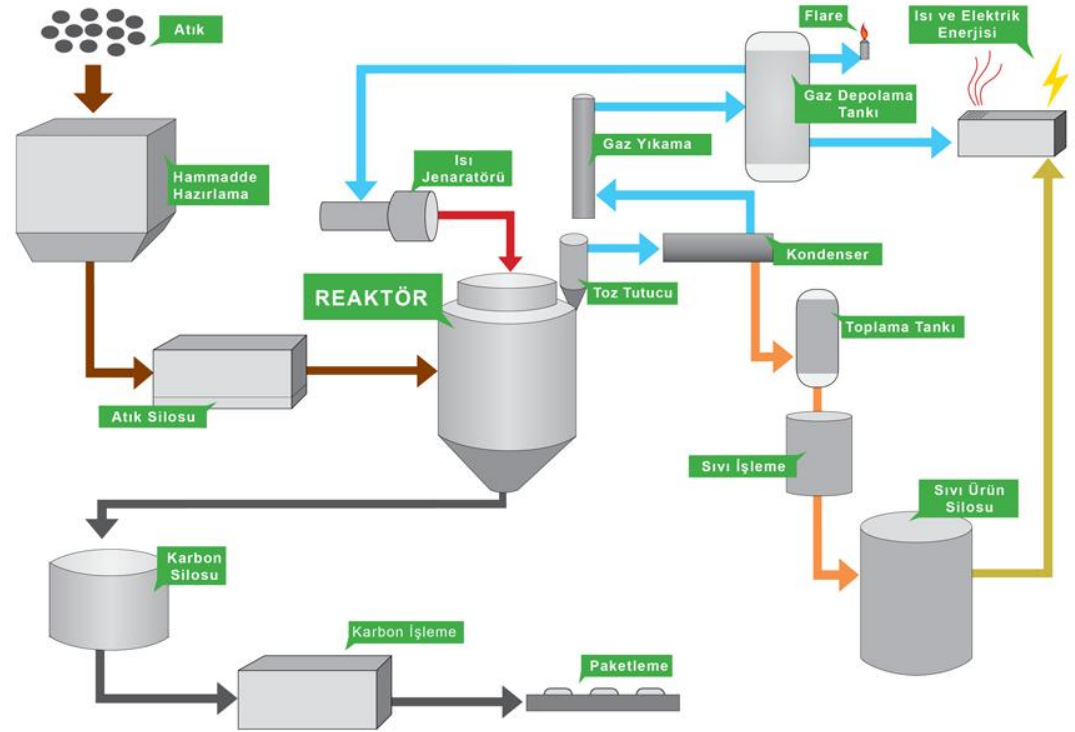 Atık
Flare
Isı ve Elektrik
Enerjisi
Gaz Depolama
Tankı
Gaz Yıkama
Isı
Jenaratörü
Hammadde
Hazırlama
Kondenser
REAKTÖR
Toz Tutucu
Toplama Tankı
Atık Silosu
Sıvı İşleme
Sıvı Ürün
Silosu
Karbon
Silosu
Karbon İşleme
Paketleme